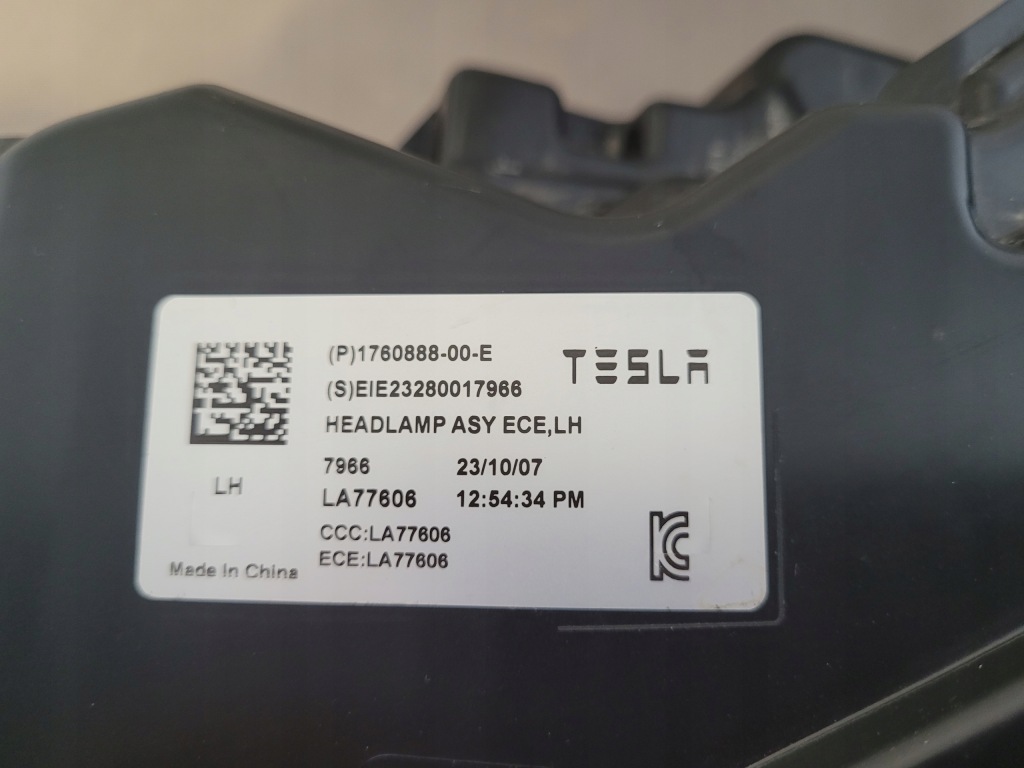 (P)1760888-00-E
TESLA
(S)EIE23280017966
HEADLAMP ASY ECE,LH
7966 23/10/07
LH
LA77606 12:54:34 PM
CCC:LA77606
ECE:LA77606
Made In China
KC